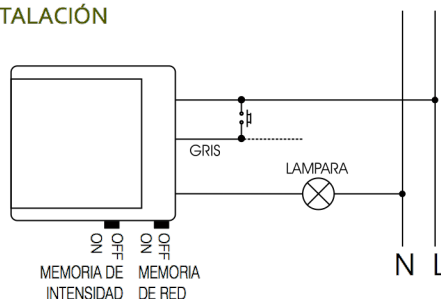 TALACIÓN
GRIS
LAMPARA
ON OFF ON OFF
MEMORIA DE INTENSIDAD
MEMORIA DE RED
N L